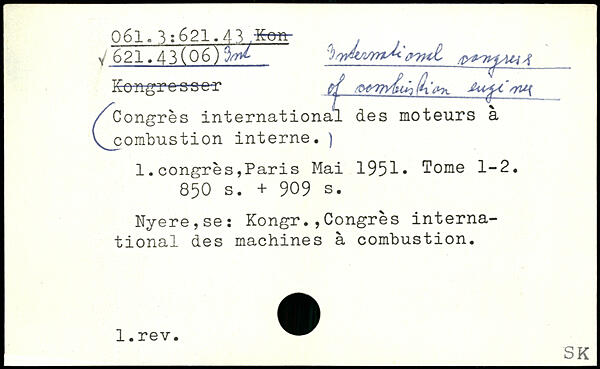 061.3:621.43 Kon
√ 621.43(06) Int
International congress
of combustion engines
Kongresser
(Congrès international des moteurs à
combustion interne.)
1.congrès,Paris Mai 1951. Tome 1-2.
850 s. + 909 s.
Nyere,se: Kongr.,Congrès interna-
tional des machines à combustion.
1.rev.
SK